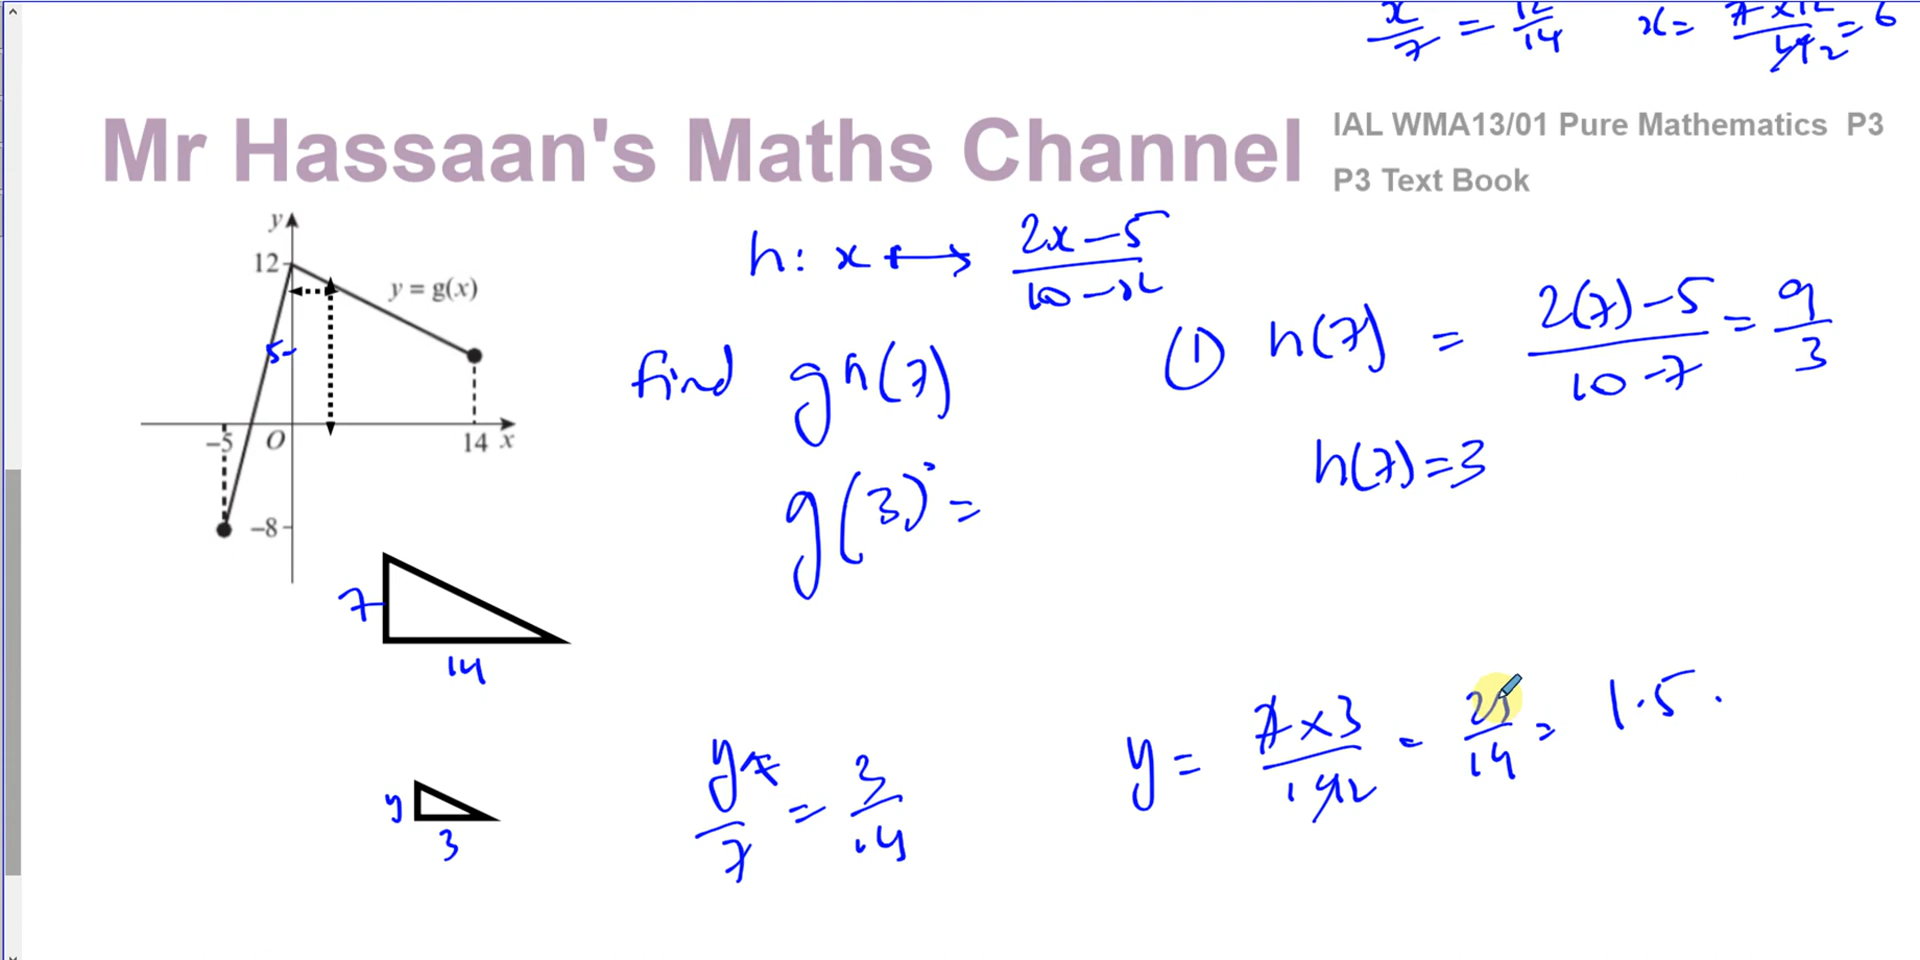 x/7 = 12/14 x = 7×12/14 2 = 6
Mr Hassaan's Maths Channel
IAL WMA13/01 Pure Mathematics P3
P3 Text Book
y
12
y = g(x)
5
-5 O 14 x
-8
h: x ↦ (2x-5)/(10-x)
find gh(7)
g(3) =
① h(7) = (2(7)-5)/(10-7) = 9/3
h(7)=3
7
14
y
3
y/7 = 3/14
y = 7×3/14 2 = 21/14 = 1.5.